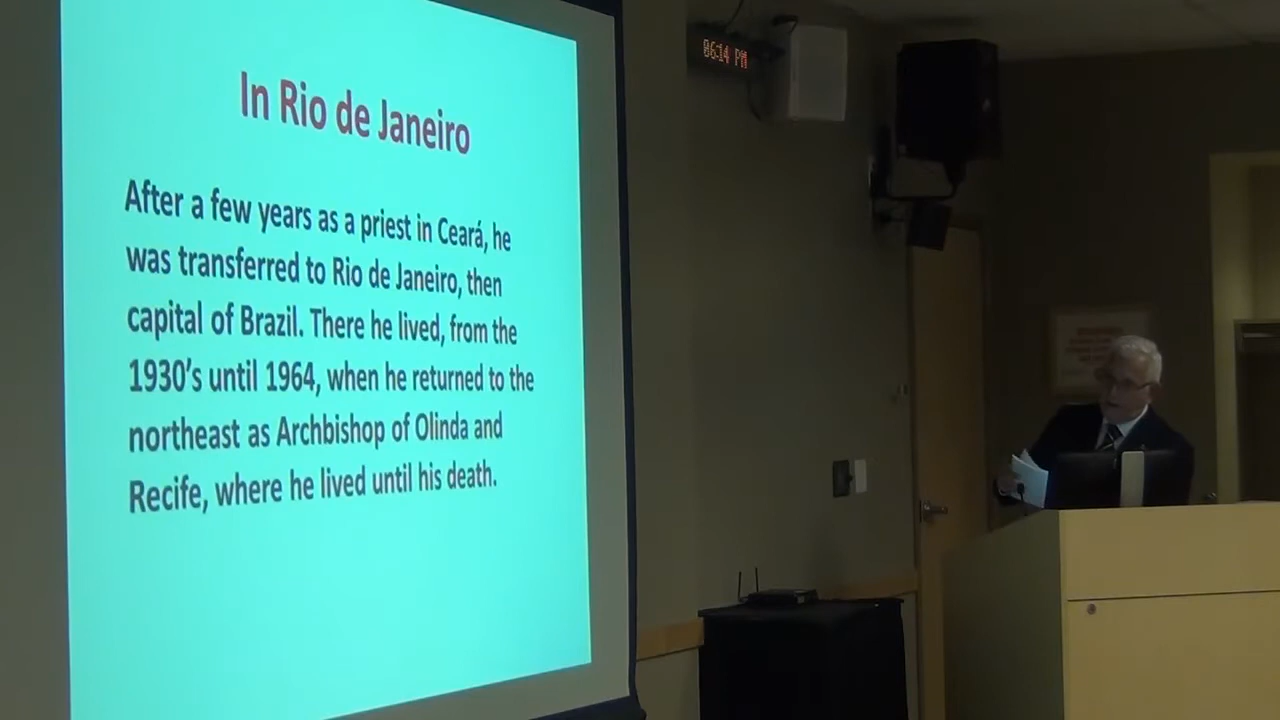 In Rio de Janeiro
After a few years as a priest in Ceará, he
was transferred to Rio de Janeiro, then
capital of Brazil. There he lived, from the
1930's until 1964, when he returned to the
northeast as Archbishop of Olinda and
Recife, where he lived until his death.
06:14 PM